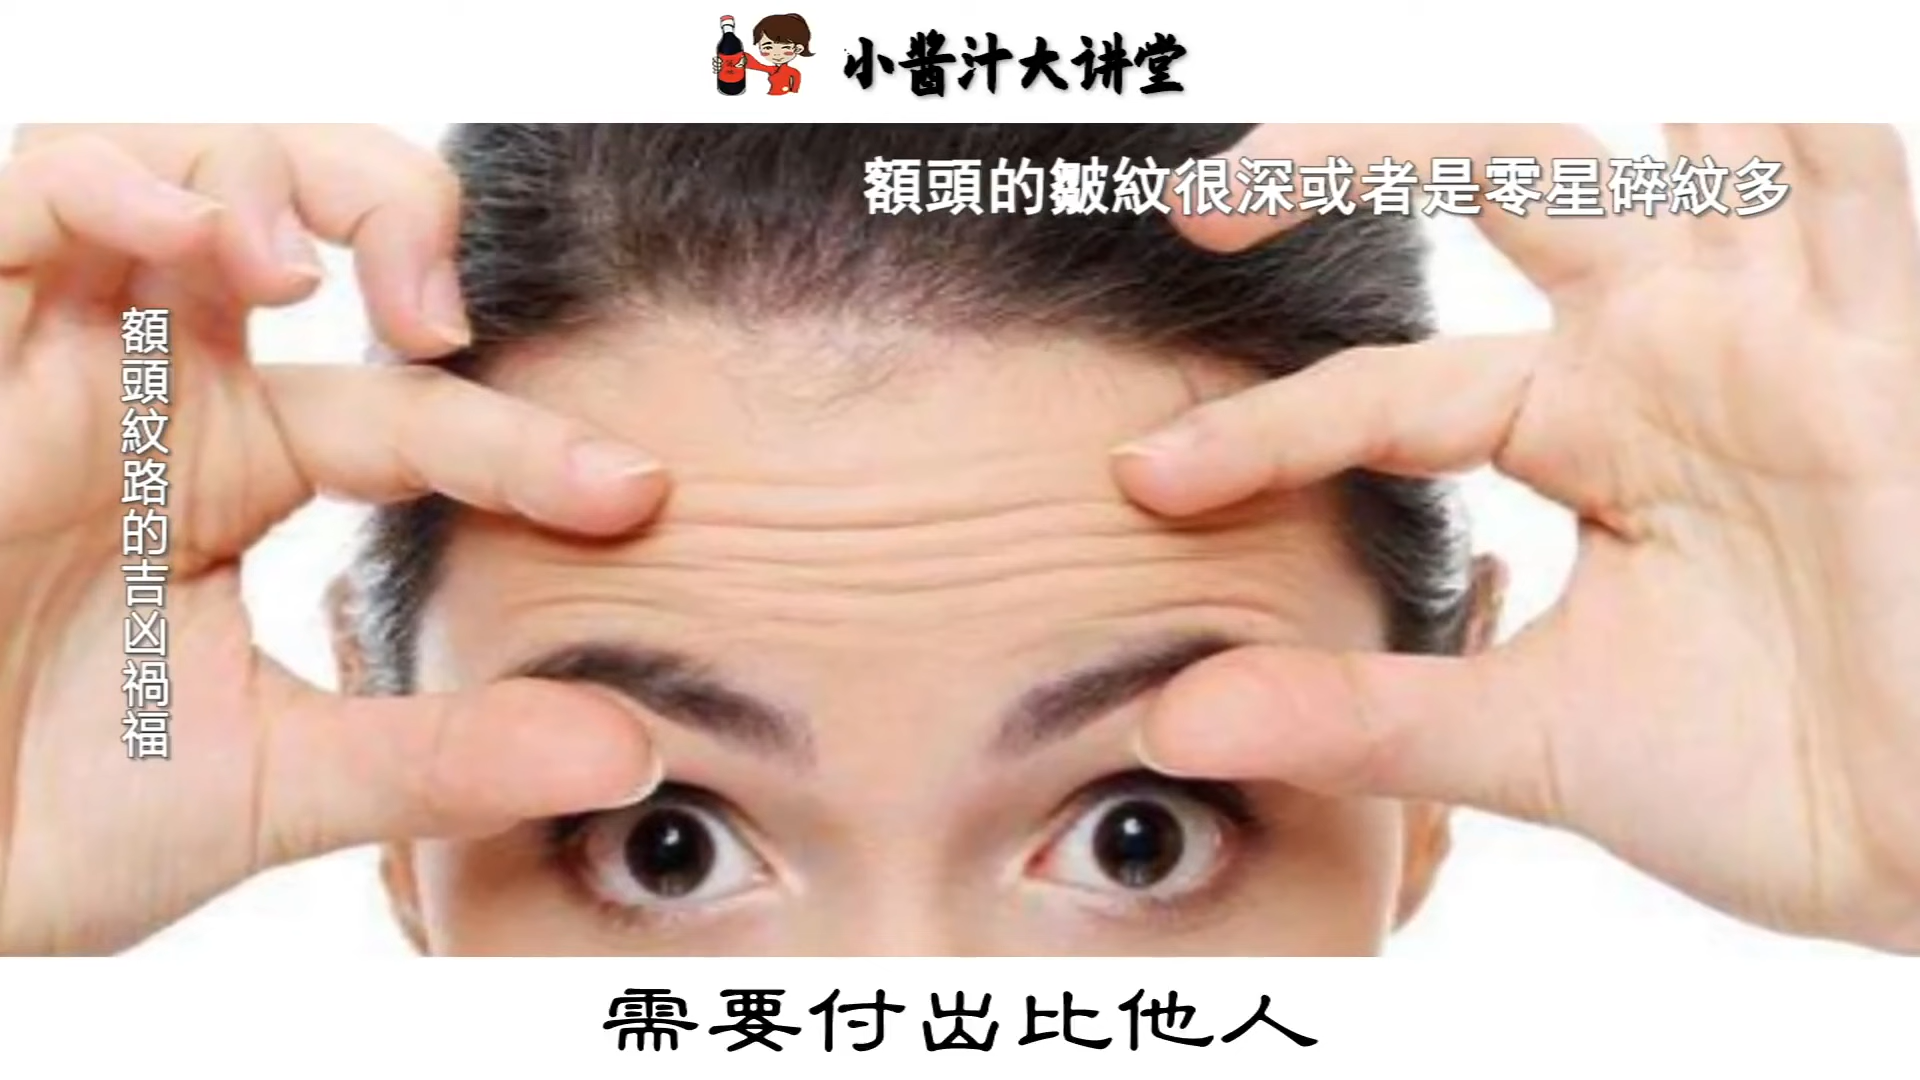 小酱汁大讲堂
額頭的皺紋很深或者是零星碎紋多
額頭紋路的吉凶禍福
需要付出比他人